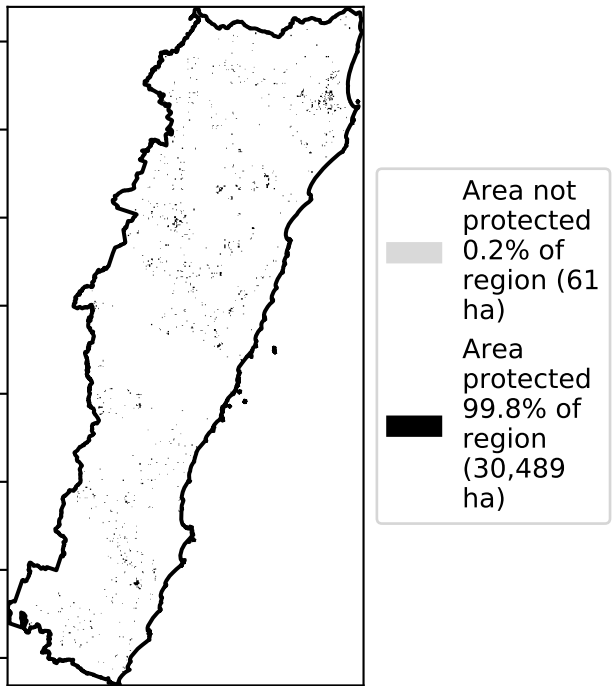 Area not
protected
0.2% of
region (61
ha)
Area
protected
99.8% of
region
(30,489
ha)